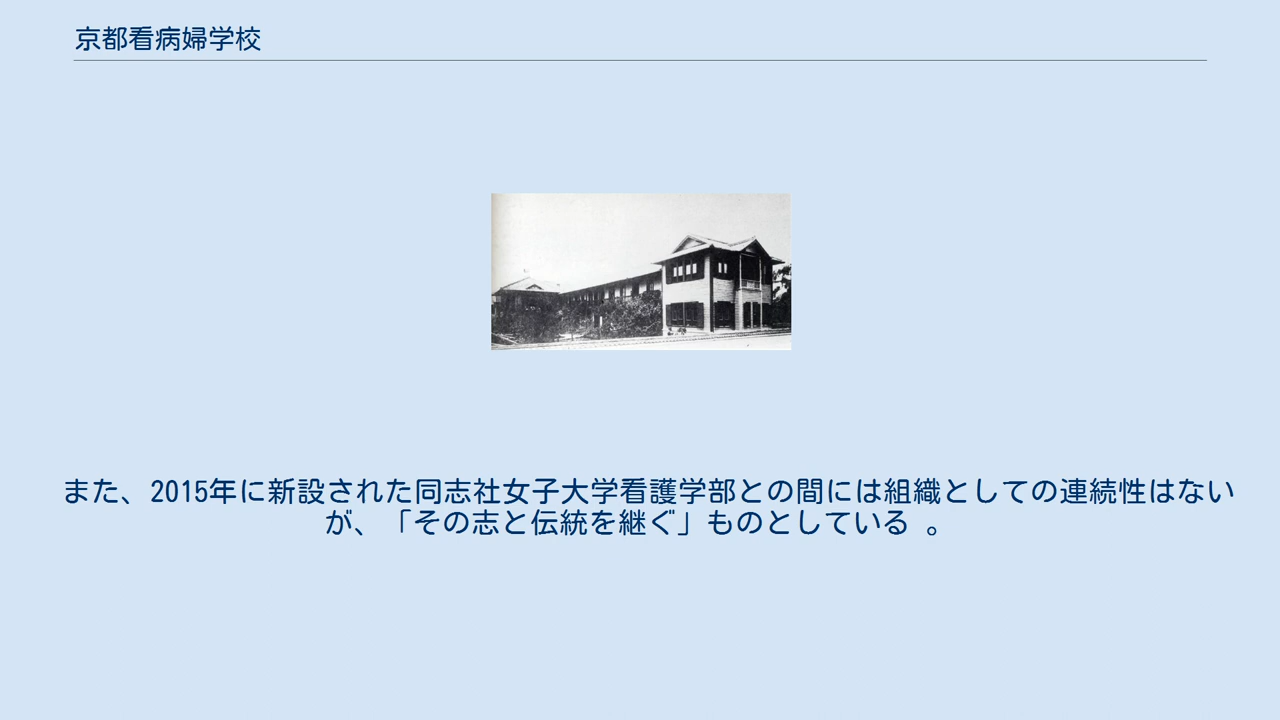 京都看病婦学校
また、2015年に新設された同志社女子大学看護学部との間には組織としての連続性はない
が、「その志と伝統を継ぐ」ものとしている 。